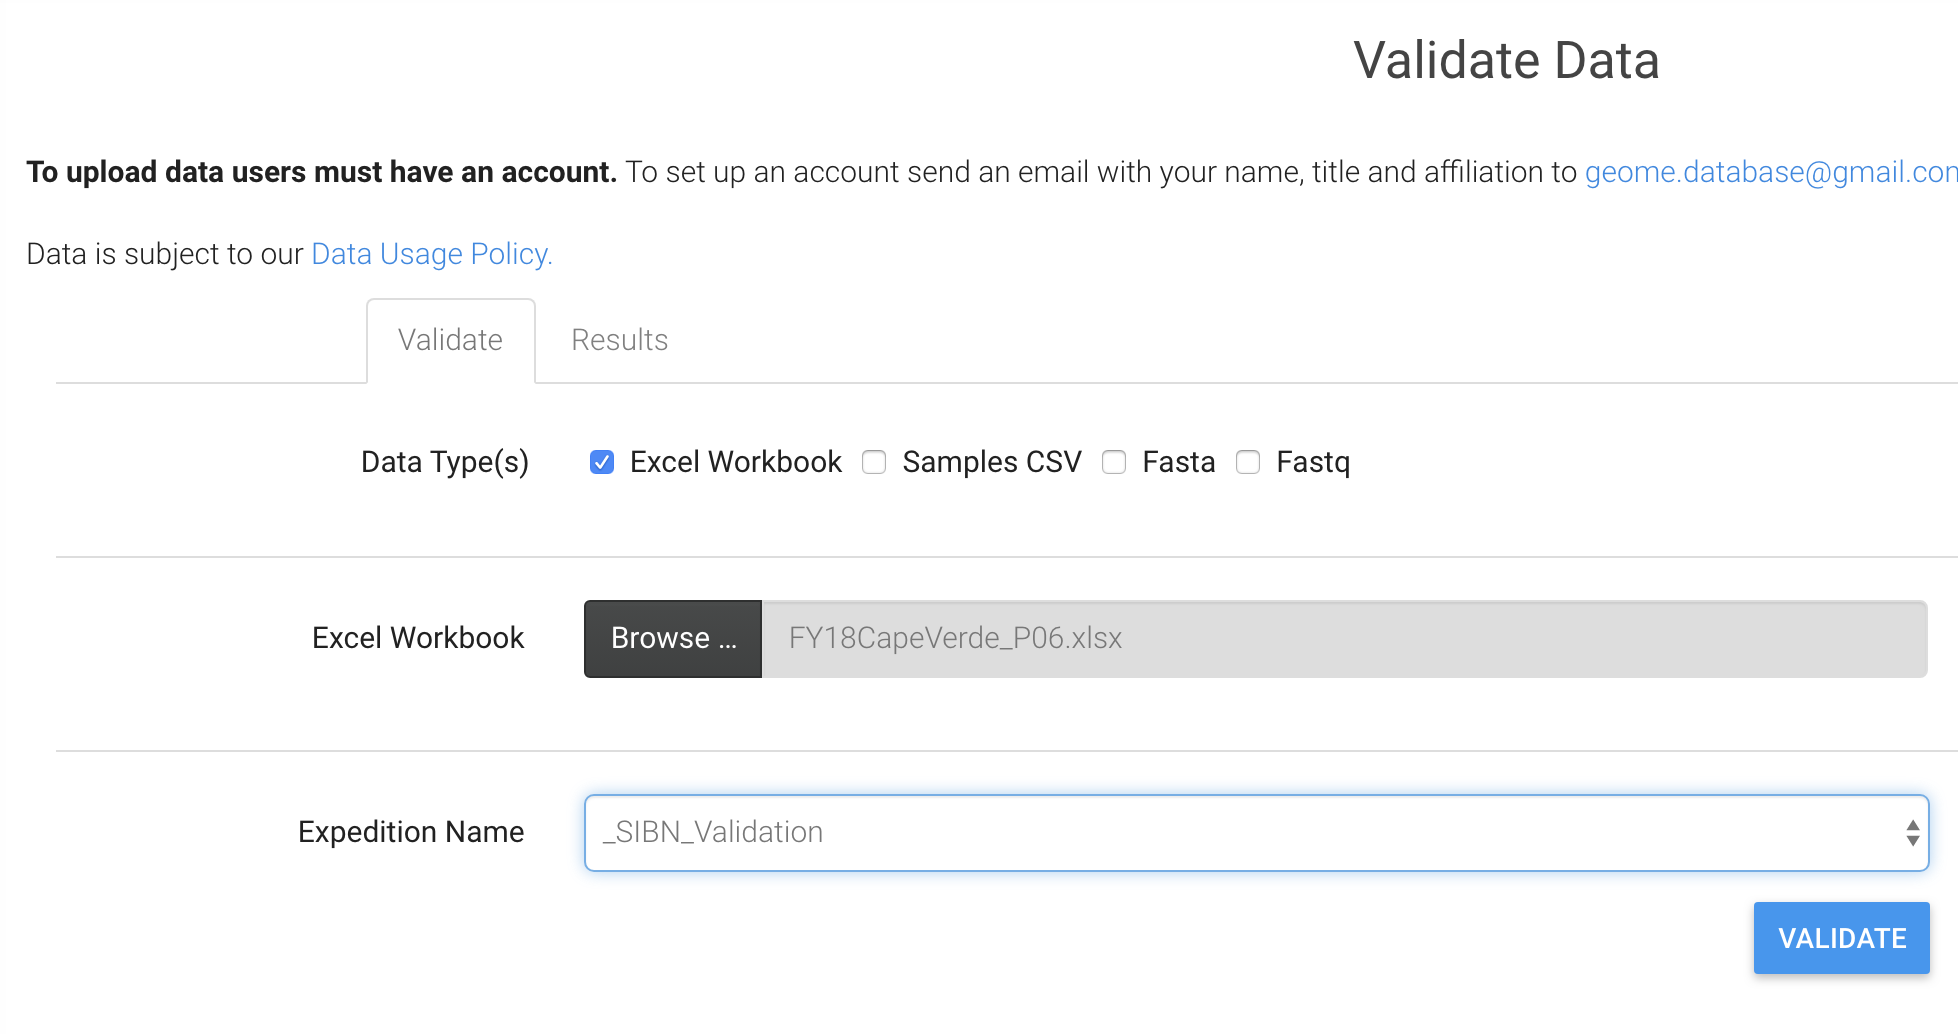 Validate Data
To upload data users must have an account. To set up an account send an email with your name, title and affiliation to geome.database@gmail.con
Data is subject to our Data Usage Policy.
Validate Results
Data Type(s) Excel Workbook Samples CSV Fasta Fastq
Excel Workbook Browse ... FY18CapeVerde_P06.xlsx
Expedition Name _SIBN_Validation
VALIDATE